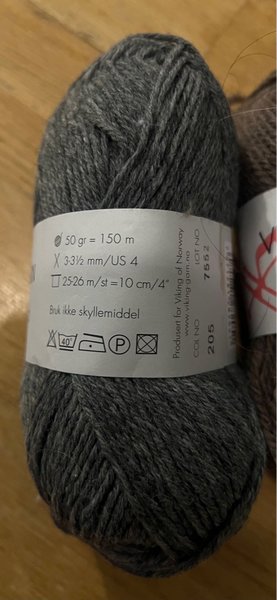 50 gr = 150 m
3-3½ mm/US 4
25-26 m/st =10 cm/4"
Bruk ikke skyllemiddel
40°
P
Produsert for Viking of Norway
www.viking-garn.no
COL NO
205
LOT NO
7552